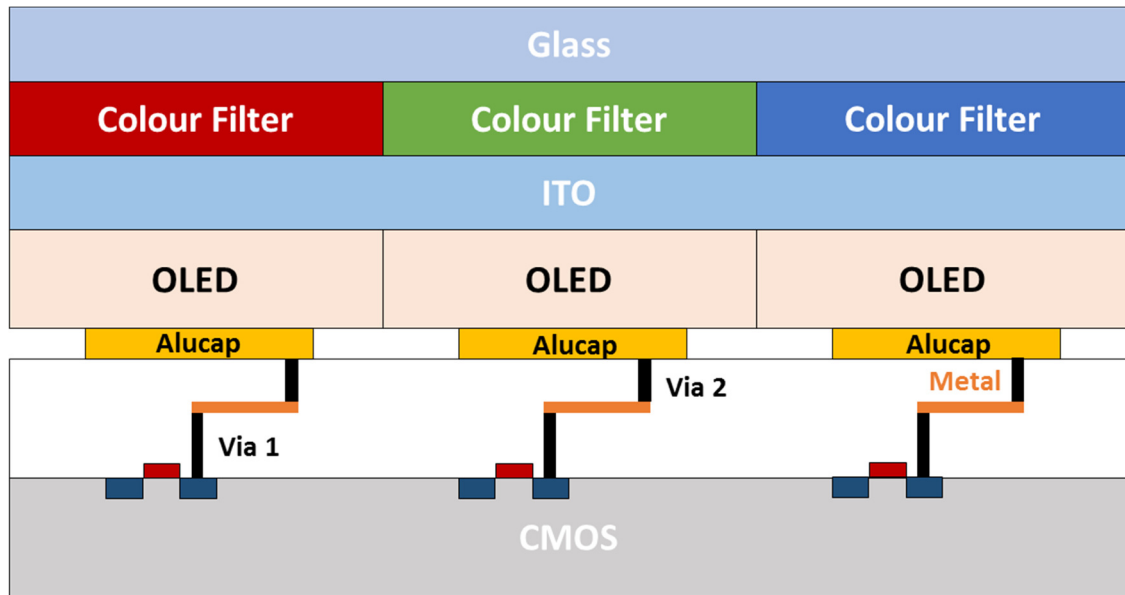 Glass
Colour Filter Colour Filter Colour Filter
ITO
OLED OLED OLED
Alucap Alucap Alucap
Metal
Via 2
Via 1
CMOS